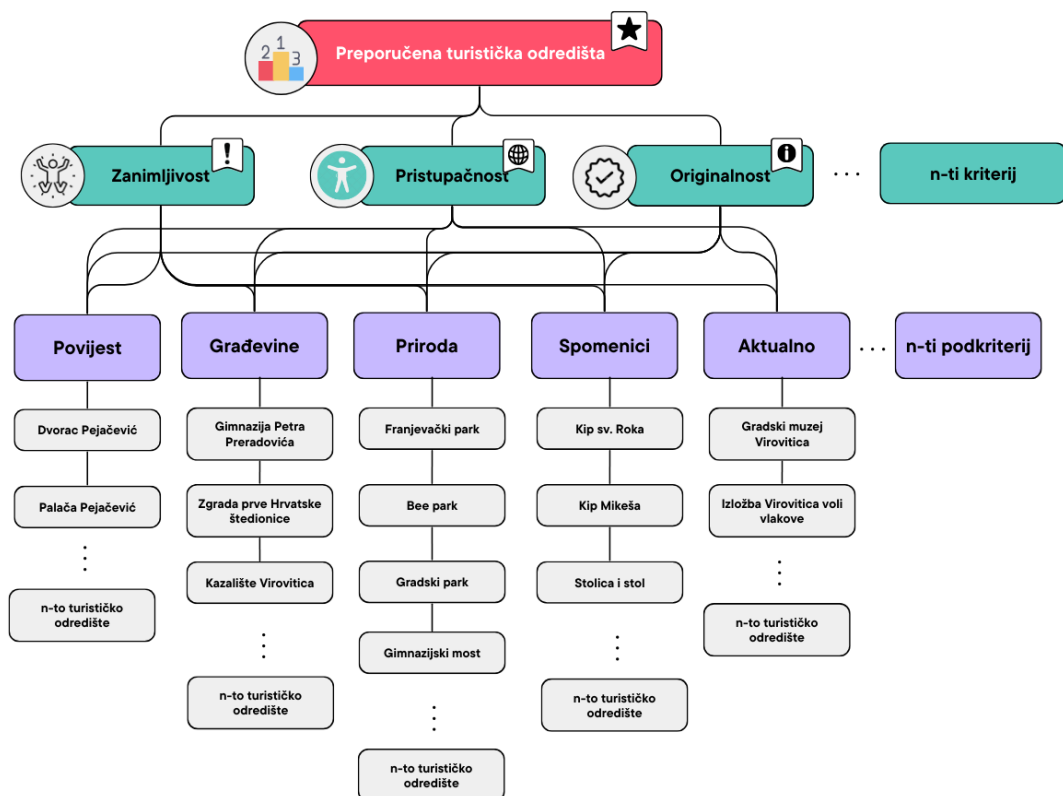 2 1 3
Preporučena turistička odredišta
Zanimljivost
Pristupačnost
Originalnost
...
n-ti kriterij
Povijest
Građevine
Priroda
Spomenici
Aktualno
...
n-ti podkriterij
Dvorac Pejačević
Gimnazija Petra
Preradovića
Franjevački park
Kip sv. Roka
Gradski muzej
Virovitica
Palača Pejačević
Zgrada prve Hrvatske
štedionice
Bee park
Kip Mikeša
Izložba Virovitica voli
vlakove
Kazalište Virovitica
Gradski park
Stolica i stol
n-to turističko
odredište
n-to turističko
odredište
Gimnazijski most
n-to turističko
odredište
n-to turističko
odredište
n-to turističko
odredište